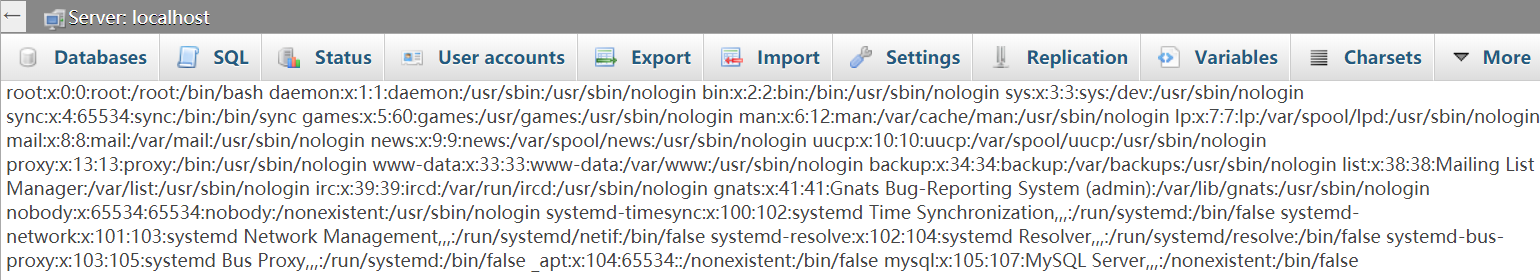 ← Server: localhost
Databases SQL Status User accounts Export Import Settings Replication Variables Charsets More
root:x:0:0:root:/root:/bin/bash daemon:x:1:1:daemon:/usr/sbin:/usr/sbin/nologin bin:x:2:2:bin:/bin:/usr/sbin/nologin sys:x:3:3:sys:/dev:/usr/sbin/nologin
sync:x:4:65534:sync:/bin:/bin/sync games:x:5:60:games:/usr/games:/usr/sbin/nologin man:x:6:12:man:/var/cache/man:/usr/sbin/nologin lp:x:7:7:lp:/var/spool/lpd:/usr/sbin/nologin
mail:x:8:8:mail:/var/mail:/usr/sbin/nologin news:x:9:9:news:/var/spool/news:/usr/sbin/nologin uucp:x:10:10:uucp:/var/spool/uucp:/usr/sbin/nologin
proxy:x:13:13:proxy:/bin:/usr/sbin/nologin www-data:x:33:33:www-data:/var/www:/usr/sbin/nologin backup:x:34:34:backup:/var/backups:/usr/sbin/nologin list:x:38:38:Mailing List
Manager:/var/list:/usr/sbin/nologin irc:x:39:39:ircd:/var/run/ircd:/usr/sbin/nologin gnats:x:41:41:Gnats Bug-Reporting System (admin):/var/lib/gnats:/usr/sbin/nologin
nobody:x:65534:65534:nobody:/nonexistent:/usr/sbin/nologin systemd-timesync:x:100:102:systemd Time Synchronization,,,:/run/systemd:/bin/false systemd-
network:x:101:103:systemd Network Management,,,:/run/systemd/netif:/bin/false systemd-resolve:x:102:104:systemd Resolver,,,:/run/systemd/resolve:/bin/false systemd-bus-
proxy:x:103:105:systemd Bus Proxy,,,:/run/systemd:/bin/false _apt:x:104:65534::/nonexistent:/bin/false mysql:x:105:107:MySQL Server,,,:/nonexistent:/bin/false